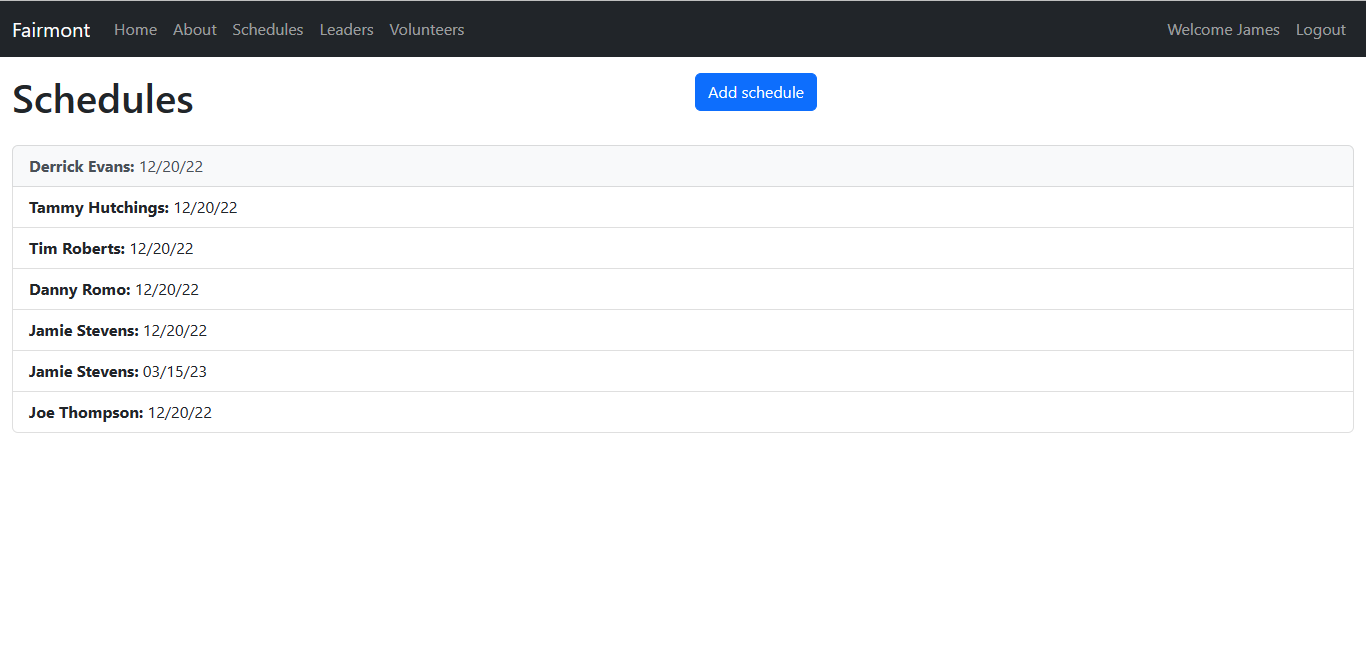 Fairmont Home About Schedules Leaders Volunteers Welcome James Logout
Schedules Add schedule
Derrick Evans: 12/20/22
Tammy Hutchings: 12/20/22
Tim Roberts: 12/20/22
Danny Romo: 12/20/22
Jamie Stevens: 12/20/22
Jamie Stevens: 03/15/23
Joe Thompson: 12/20/22